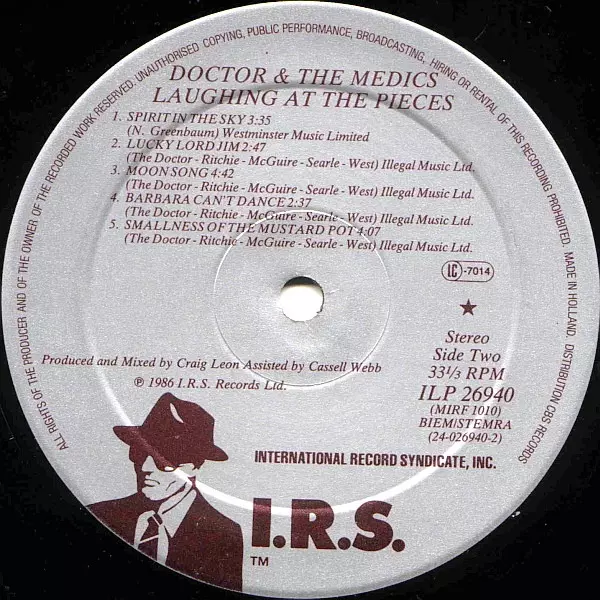 ALL RIGHTS OF THE PRODUCER AND OF THE OWNER OF THE RECORDED WORK RESERVED. UNAUTHORISED COPYING, PUBLIC PERFORMANCE, BROADCASTING, HIRING OR RENTAL OF THIS RECORDING PROHIBITED. MADE IN HOLLAND. DISTRIBUTION CBS RECORDS
DOCTOR & THE MEDICS
LAUGHING AT THE PIECES
1. SPIRIT IN THE SKY 3:35
(N. Greenbaum) Westminster Music Limited
2. LUCKY LORD JIM 2:47
(The Doctor - Ritchie - McGuire - Searle - West) Illegal Music Ltd.
3. MOON SONG 4:42
(The Doctor - Ritchie - McGuire - Searle - West) Illegal Music Ltd.
4. BARBARA CAN'T DANCE 2:37
(The Doctor - Ritchie - McGuire - Searle - West) Illegal Music Ltd.
5. SMALLNESS OF THE MUSTARD POT 4:07
(The Doctor - Ritchie - McGuire - Searle - West) Illegal Music Ltd.
LC -7014
Stereo
Side Two
33⅓ RPM
ILP 26940
(MIRF 1010)
BIEM/STEMRA
(24-026940-2)
Produced and Mixed by Craig Leon Assisted by Cassell Webb
℗ 1986 I.R.S. Records Ltd.
INTERNATIONAL RECORD SYNDICATE, INC.
I.R.S.
TM